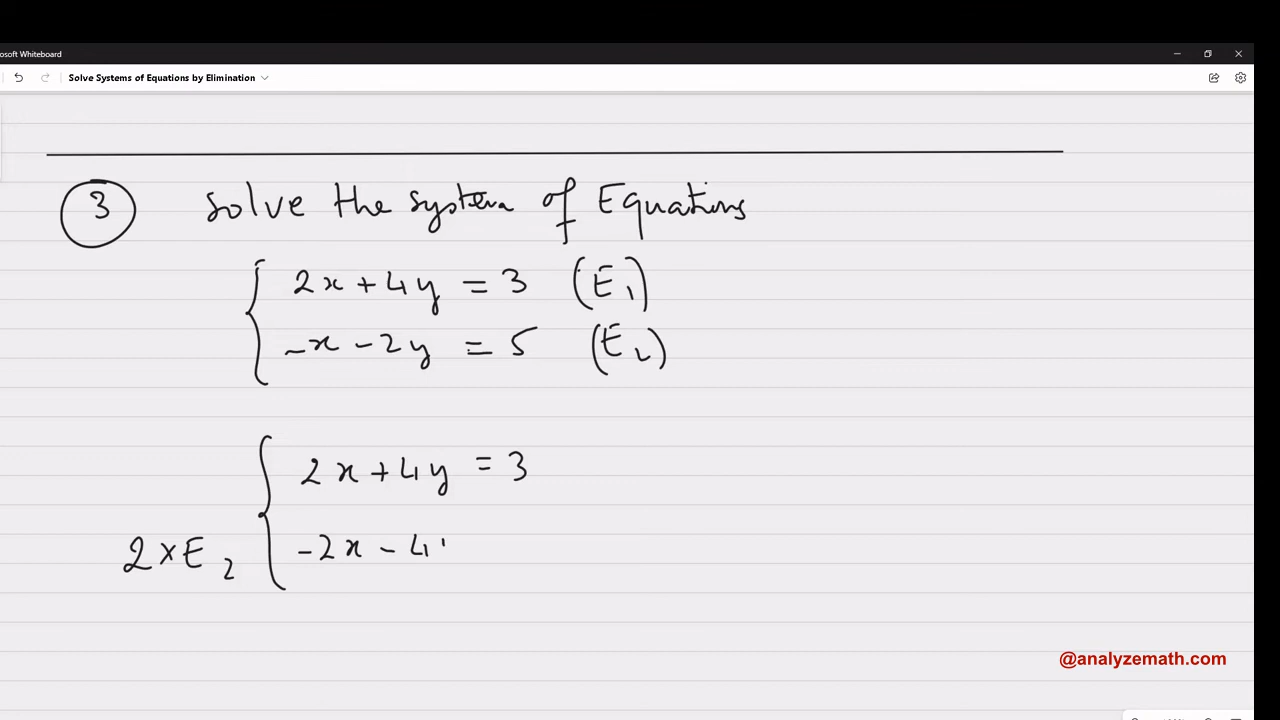 osoft Whiteboard
Solve Systems of Equations by Elimination
3 Solve the system of Equations
2x + 4y = 3 (E1)
-x - 2y = 5 (E2)
2x + 4y = 3
2 x E2 -2x - 4
@analyzemath.com